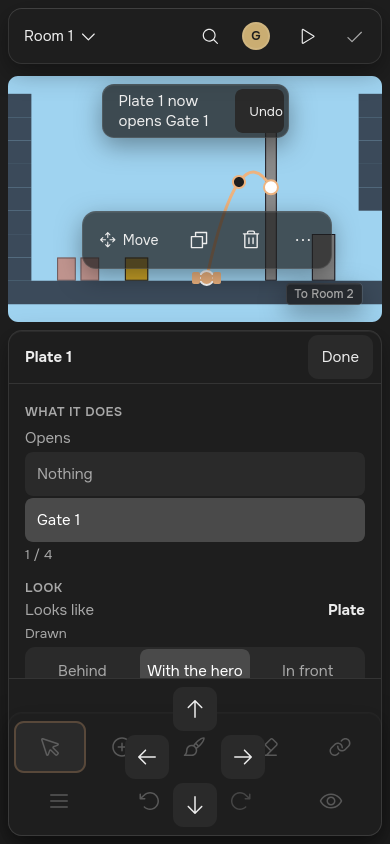 Room 1
G
Plate 1 now
opens Gate 1
Undo
Move
To Room 2
Plate 1
Done
WHAT IT DOES
Opens
Nothing
Gate 1
1 / 4
LOOK
Looks like
Plate
Drawn
Behind
With the hero
In front